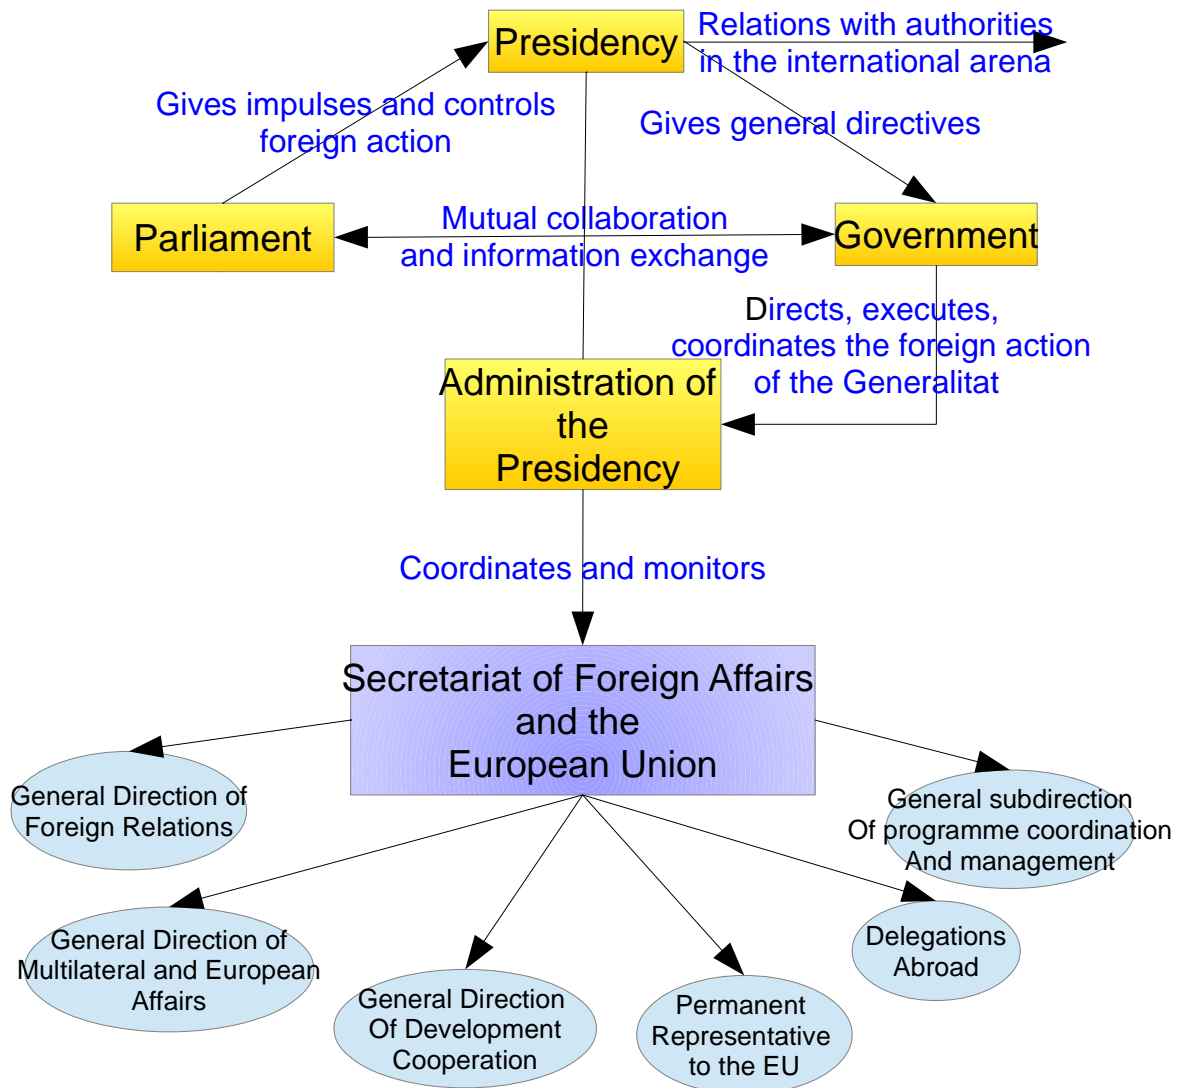 Presidency
Relations with authorities
in the international arena
Gives impulses and controls
foreign action
Gives general directives
Parliament
Mutual collaboration
and information exchange
Government
Directs, executes,
coordinates the foreign action
of the Generalitat
Administration of
the
Presidency
Coordinates and monitors
Secretariat of Foreign Affairs
and the
European Union
General Direction of
Foreign Relations
General subdirection
Of programme coordination
And management
General Direction of
Multilateral and European
Affairs
Delegations
Abroad
General Direction
Of Development
Cooperation
Permanent
Representative
to the EU